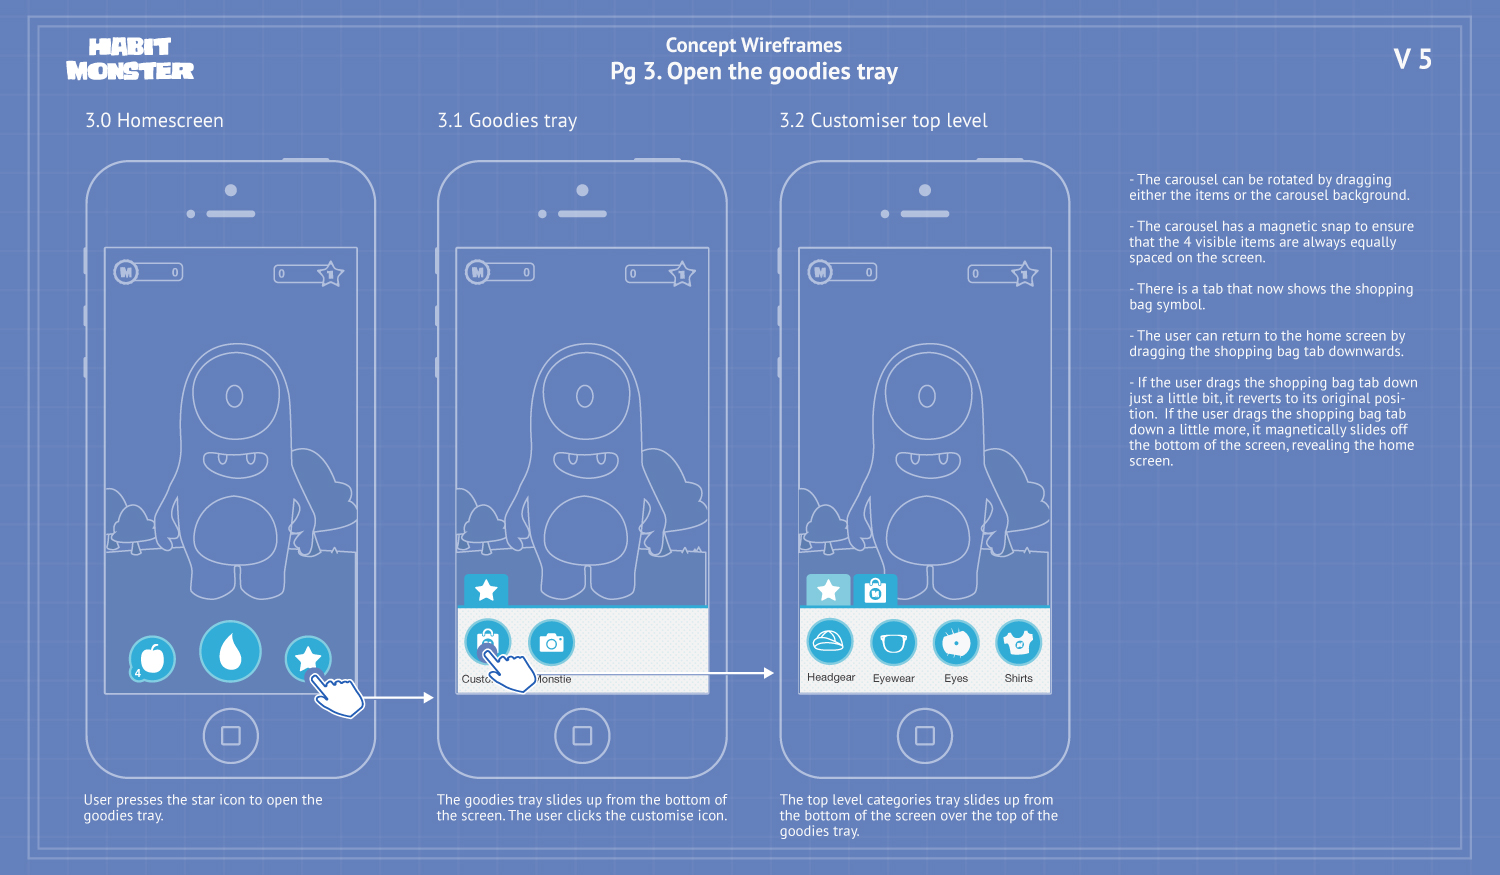 HABIT
MONSTER
Concept Wireframes
Pg 3. Open the goodies tray
V 5
3.0 Homescreen
3.1 Goodies tray
3.2 Customiser top level
M 0
0 1
4
User presses the star icon to open the
goodies tray.
M 0
0 1
Monstie
The goodies tray slides up from the bottom of
the screen. The user clicks the customise icon.
M 0
0 1
M
Headgear
Eyewear
Eyes
Shirts
The top level categories tray slides up from
the bottom of the screen over the top of the
goodies tray.
- The carousel can be rotated by dragging
either the items or the carousel background.
- The carousel has a magnetic snap to ensure
that the 4 visible items are always equally
spaced on the screen.
- There is a tab that now shows the shopping
bag symbol.
- The user can return to the home screen by
dragging the shopping bag tab downwards.
- If the user drags the shopping bag tab down
just a little bit, it reverts to its original posi-
tion.  If the user drags the shopping bag tab
down a little more, it magnetically slides off
the bottom of the screen, revealing the home
screen.